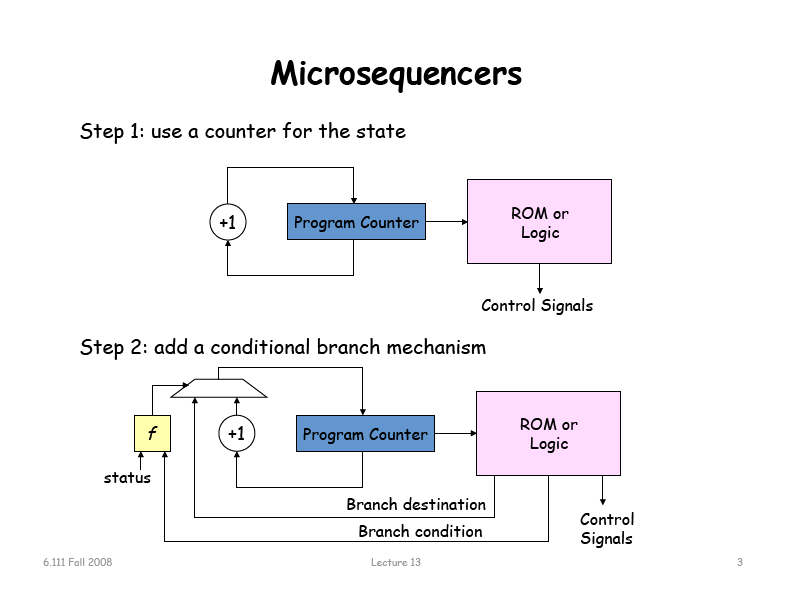 Microsequencers
Step 1: use a counter for the state
+1
Program Counter
ROM or
Logic
Control Signals
Step 2: add a conditional branch mechanism
f
+1
Program Counter
ROM or
Logic
status
Branch destination
Branch condition
Control
Signals
6.111 Fall 2008
Lecture 13
3